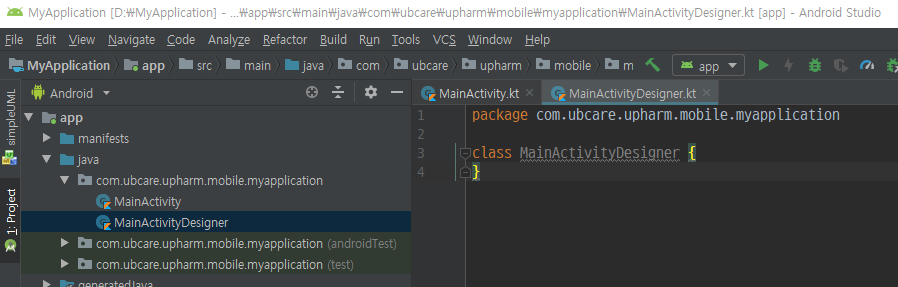 MyApplication [D:₩MyApplication] - ...₩app₩src₩main₩java₩com₩ubcare₩upharm₩mobile₩myapplication₩MainActivityDesigner.kt [app] - Android Studio
File Edit View Navigate Code Analyze Refactor Build Run Tools VCS Window Help
MyApplication app src main java com ubcare upharm mobile m app
Android
MainActivity.kt MainActivityDesigner.kt
simpleUML
1: Project
app
manifests
java
com.ubcare.upharm.mobile.myapplication
MainActivity
MainActivityDesigner
com.ubcare.upharm.mobile.myapplication (androidTest)
com.ubcare.upharm.mobile.myapplication (test)
generatedJava
1 package com.ubcare.upharm.mobile.myapplication
2
3 class MainActivityDesigner {
4 }